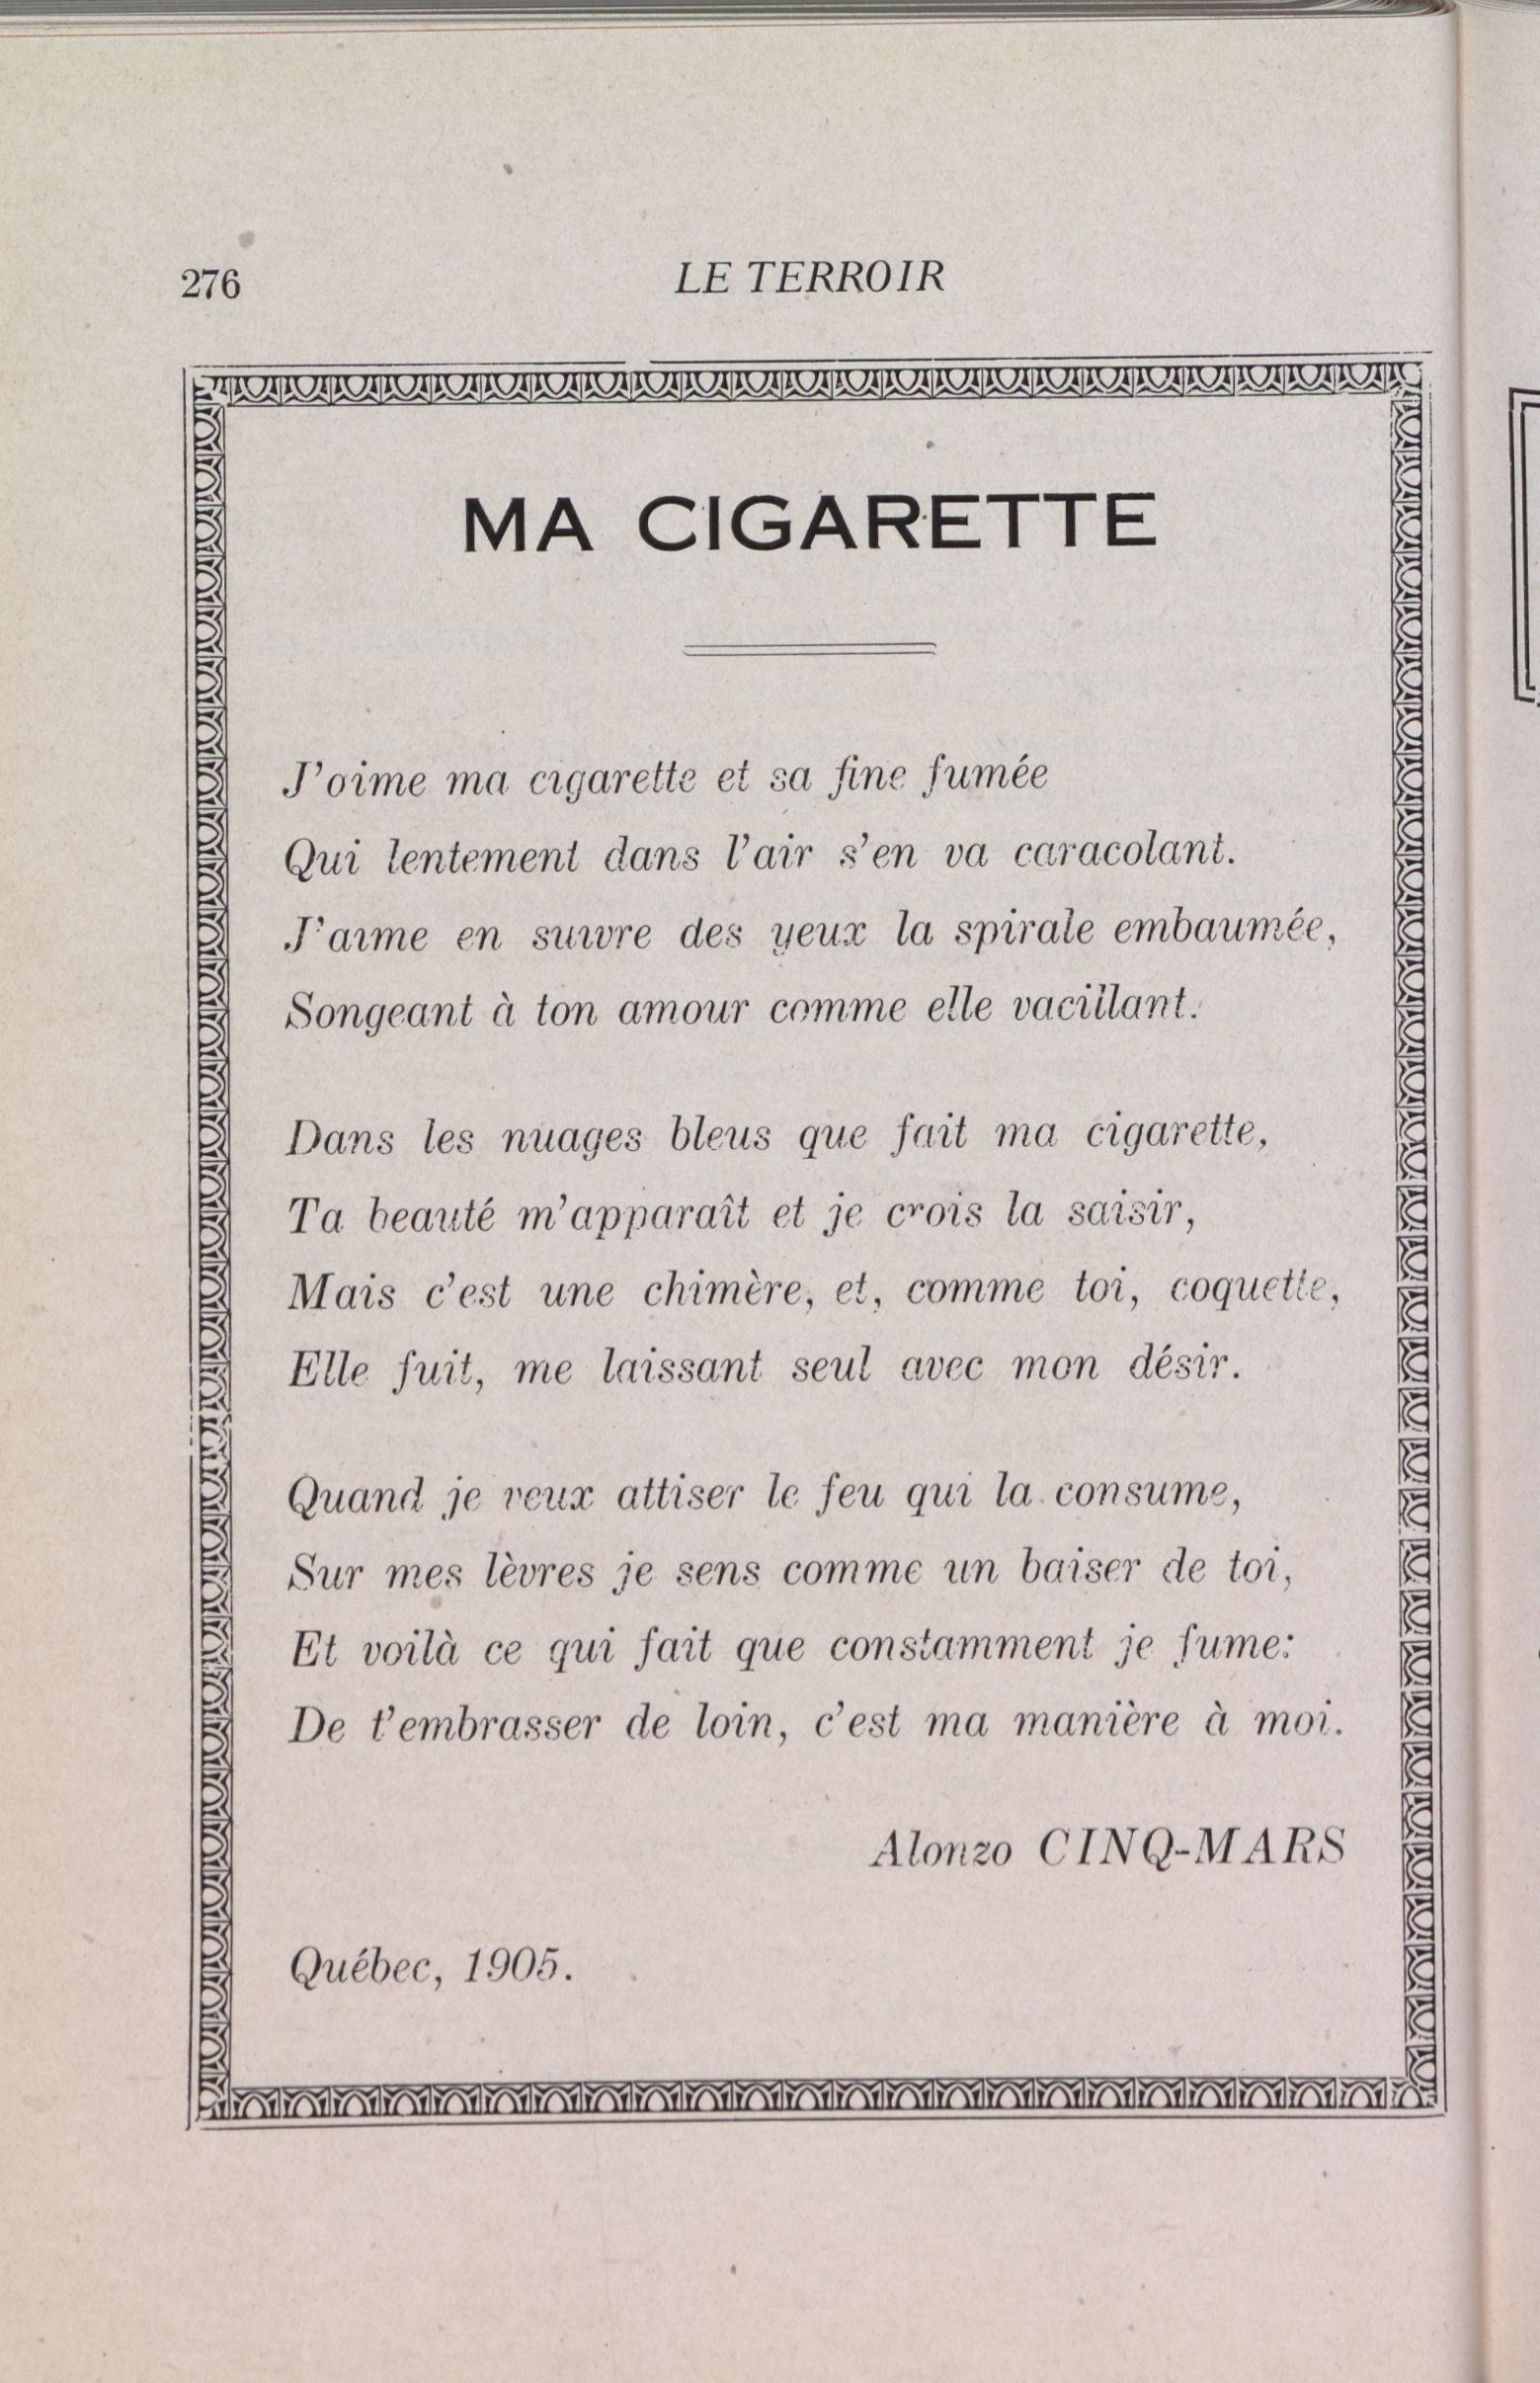 276
LE TERROIR
MA CIGARETTE
J'oime ma cigarette et sa fine fumée
Qui lentement dans l'air s'en va caracolant.
J'aime en suivre des yeux la spirale embaumée,
Songeant à ton amour comme elle vacillant.
Dans les nuages bleus que fait ma cigarette,
Ta beauté m'apparaît et je crois la saisir,
Mais c'est une chimère, et, comme toi, coquette,
Elle fuit, me laissant seul avec mon désir.
Quand je veux attiser le feu qui la consume,
Sur mes lèvres je sens comme un baiser de toi,
Et voilà ce qui fait que constamment je fume:
De t'embrasser de loin, c'est ma manière à moi.
Alonzo CINQ-MARS
Québec, 1905.